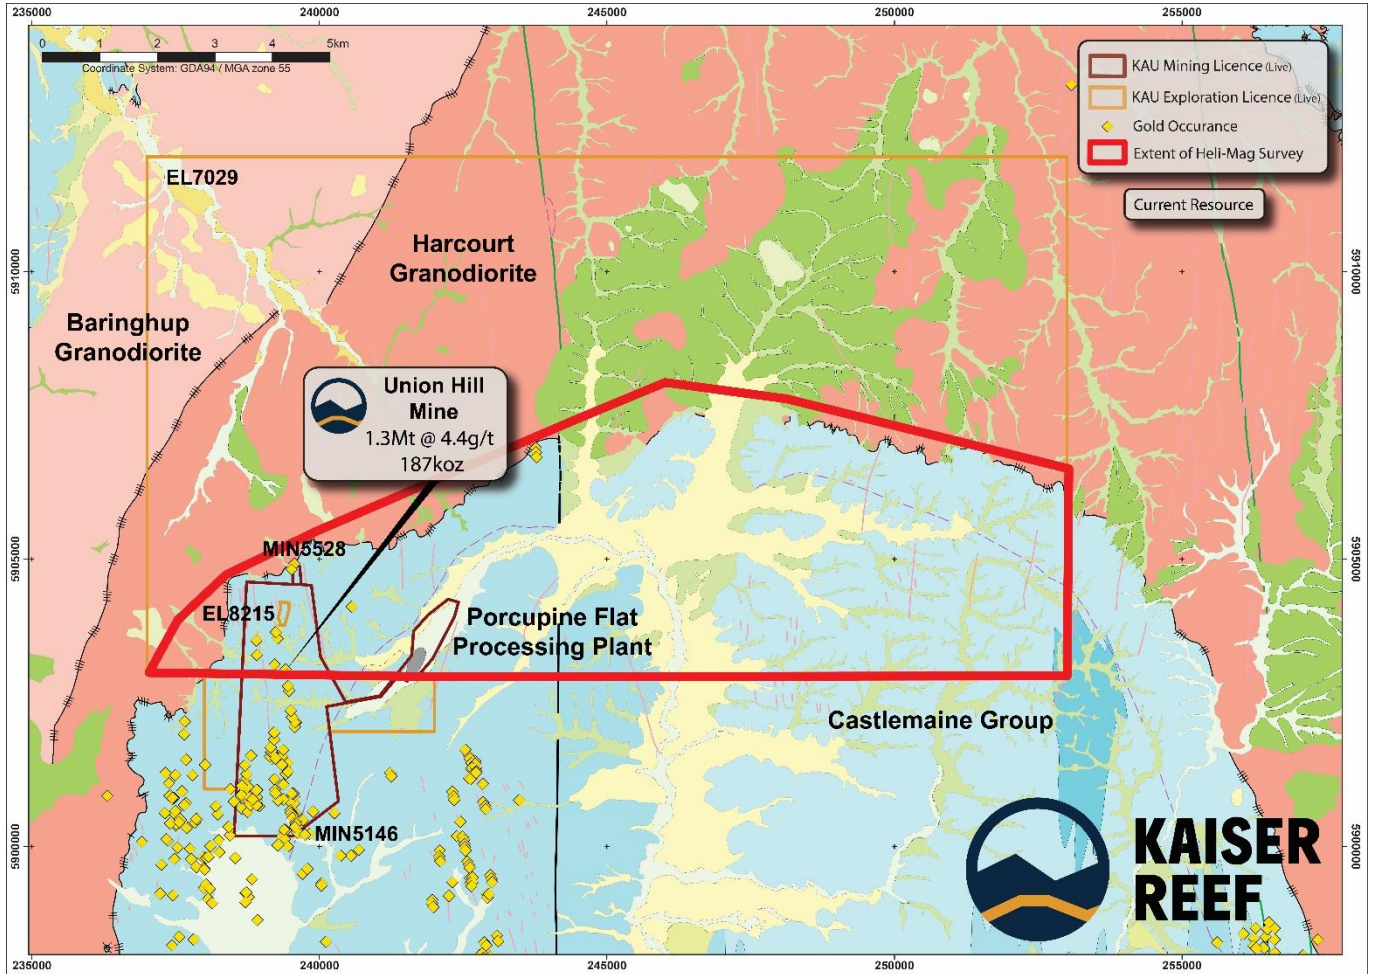 235000 240000 245000 250000 255000
0 1 2 3 4 5km
Coordinate System: GDA94 / MGA zone 55
KAU Mining Licence (Live)
KAU Exploration Licence (Live)
Gold Occurance
Extent of Heli-Mag Survey
Current Resource
EL7029
Harcourt
Granodiorite
5910000
5910000
Baringhup
Granodiorite
Union Hill
Mine
1.3Mt @ 4.4g/t
187koz
MIN5528
5905000
5905000
EL8215
Porcupine Flat
Processing Plant
Castlemaine Group
MIN5146
5900000
5900000
KAISER
REEF
235000 240000 245000 250000 255000